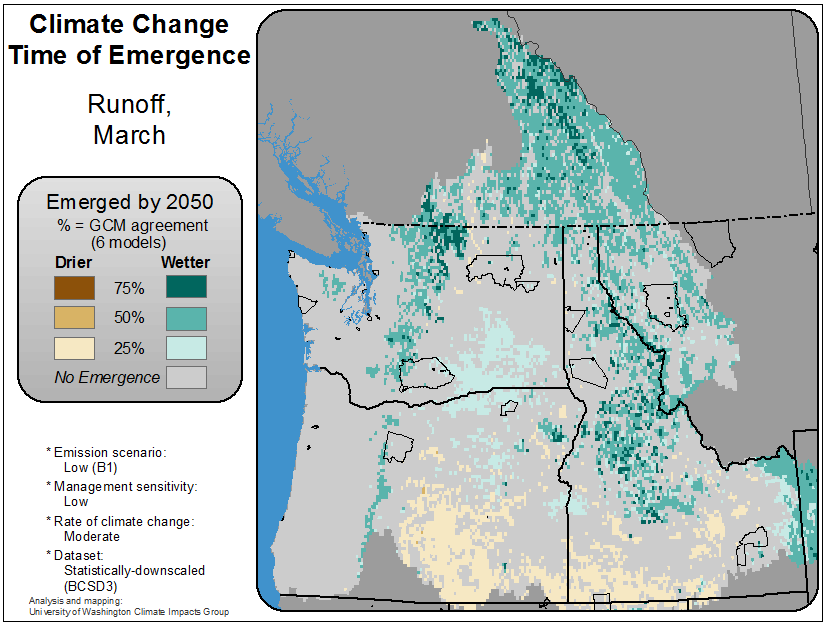 Climate Change
Time of Emergence
Runoff,
March
Emerged by 2050
% = GCM agreement
(6 models)
Drier Wetter
75%
50%
25%
No Emergence
* Emission scenario:
Low (B1)
* Management sensitivity:
Low
* Rate of climate change:
Moderate
* Dataset:
Statistically-downscaled
(BCSD3)
Analysis and mapping:
University of Washington Climate Impacts Group